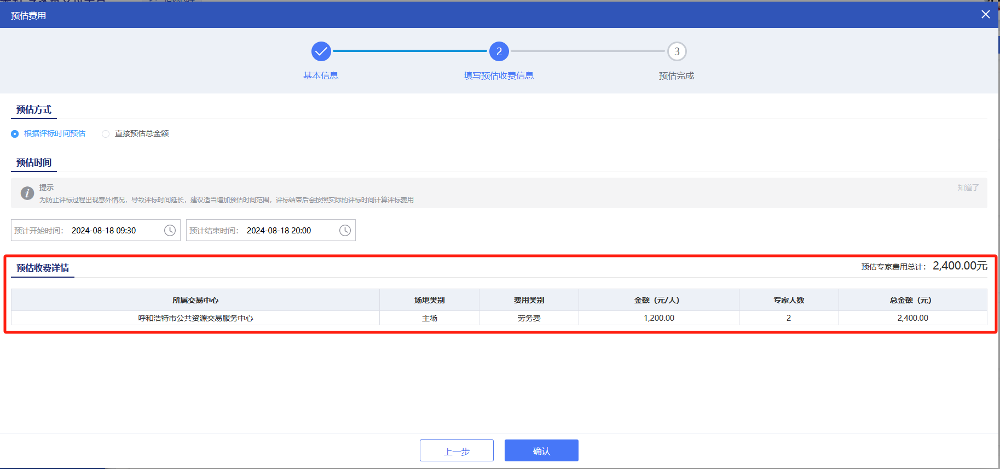 预估费用
2
3
基本信息
填写预估收费信息
预估完成
预估方式
根据评标时间预估
直接预估总金额
预估时间
提示
知道了
为防止评标过程出现意外情况，导致评标时间延长，建议适当增加预估时间范围，评标结束后会按照实际的评标时间计算评标费用
预计开始时间： 2024-08-18 09:30
预计结束时间： 2024-08-18 20:00
预估收费详情
预估专家费用总计： 2,400.00元
所属交易中心 场地类别 费用类别 金额（元/人） 专家人数 总金额（元）
呼和浩特市公共资源交易服务中心 主场 劳务费 1,200.00 2 2,400.00
上一步
确认